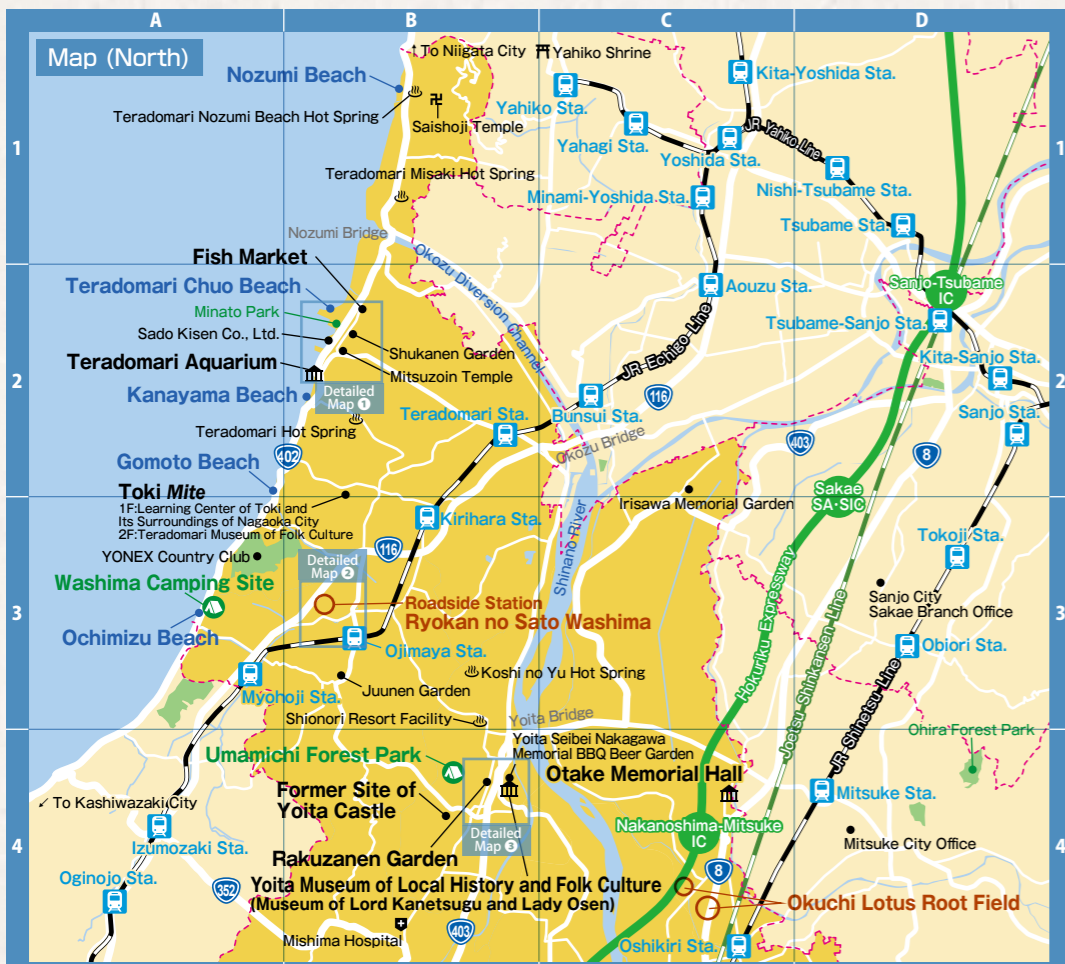 A
B
C
D
Map (North)
↑To Niigata City
Yahiko Shrine
Nozumi Beach
Kita-Yoshida Sta.
Yahiko Sta.
Teradomari Nozumi Beach Hot Spring
Saishoji Temple
Yahagi Sta.
Yoshida Sta.
JR-Yahiko-Line
1
1
Teradomari Misaki Hot Spring
Nishi-Tsubame Sta.
Minami-Yoshida Sta.
Tsubame Sta.
Nozumi Bridge
Fish Market
Okozu Diversion Channel
Teradomari Chuo Beach
Aouzu Sta.
Sanjo-Tsubame
IC
Minato Park
Sado Kisen Co., Ltd.
Tsubame-Sanjo Sta.
Shukanen Garden
JR-Echigo-Line
Kita-Sanjo Sta.
Teradomari Aquarium
Mitsuzoin Temple
2
2
Kanayama Beach
Detailed
Map 1
116
Teradomari Sta.
Bunsui Sta.
Sanjo Sta.
Teradomari Hot Spring
403
8
Okozu Bridge
402
Gomoto Beach
Sakae
SA·SIC
Toki Mite
1F:Learning Center of Toki and
Its Surroundings of Nagaoka City
2F:Teradomari Museum of Folk Culture
Irisawa Memorial Garden
Kirihara Sta.
Shinano River
Tokoji Sta.
YONEX Country Club
116
Detailed
Map 2
Washima Camping Site
Hokuriku Expressway
Sanjo City
Sakae Branch Office
3
3
Roadside Station
Ryokan no Sato Washima
Ochimizu Beach
Ojimaya Sta.
Obiori Sta.
Joetsu-Shinkansen-Line
JR-Shinetsu-Line
Koshi no Yu Hot Spring
Myohoji Sta.
Juunen Garden
Shionori Resort Facility
Yoita Bridge
Ohira Forest Park
Yoita Seibei Nakagawa
Memorial BBQ Beer Garden
Umamichi Forest Park
Otake Memorial Hall
Former Site of
Yoita Castle
Mitsuke Sta.
↙To Kashiwazaki City
Izumozaki Sta.
Detailed
Map 3
Nakanoshima-Mitsuke
IC
Mitsuke City Office
4
4
Rakuzanen Garden
8
Oginojo Sta.
352
Yoita Museum of Local History and Folk Culture
(Museum of Lord Kanetsugu and Lady Osen)
Okuchi Lotus Root Field
Mishima Hospital
403
Oshikiri Sta.